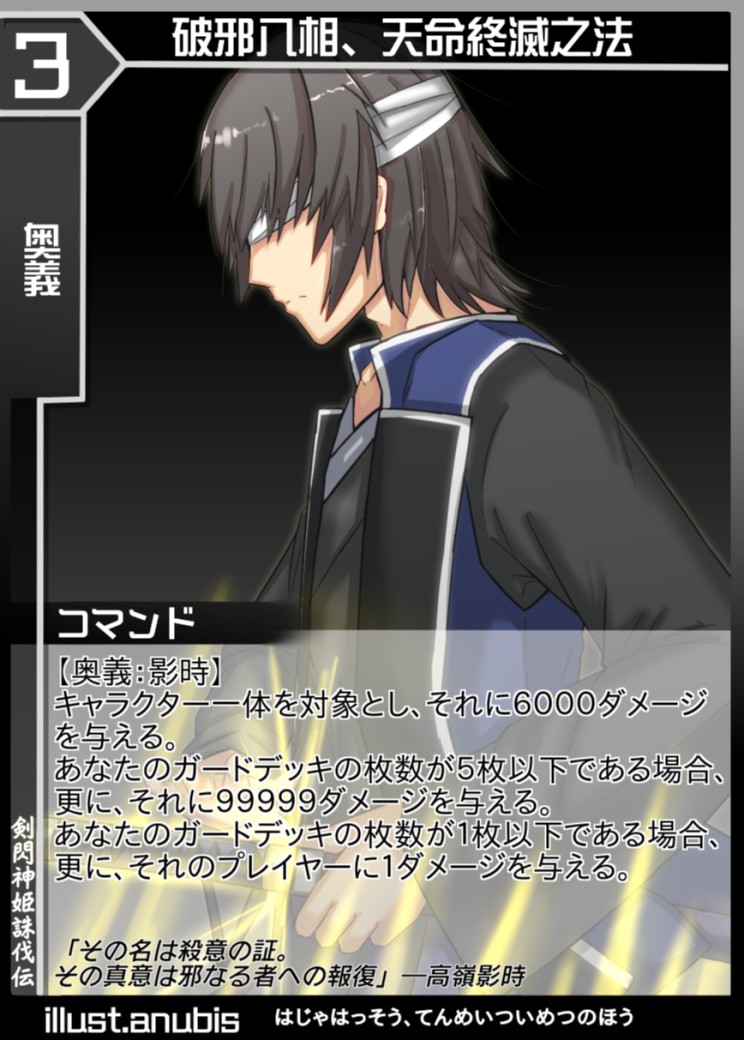 3
破邪八相、天命終滅之法
奥義
コマンド
【奥義：影時】
キャラクター一体を対象とし、それに6000ダメージ
を与える。
あなたのガードデッキの枚数が5枚以下である場合、
更に、それに99999ダメージを与える。
あなたのガードデッキの枚数が1枚以下である場合、
更に、それのプレイヤーに1ダメージを与える。
「その名は殺意の証。
その真意は邪なる者への報復」―高嶺影時
剣閃神姫誅伐伝
illust.anubis
はじゃはっそう、てんめいついめつのほう